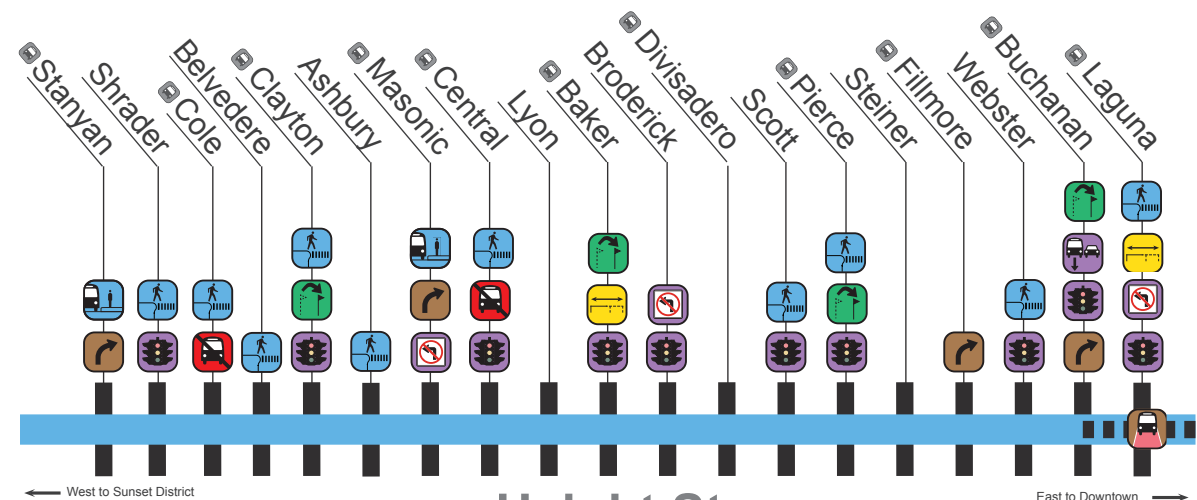 Stanyan
Shrader
Cole
Belvedere
Clayton
Ashbury
Masonic
Central
Lyon
Baker
Broderick
Divisadero
Scott
Pierce
Steiner
Fillmore
Webster
Buchanan
Laguna
West to Sunset District
East to Downtown